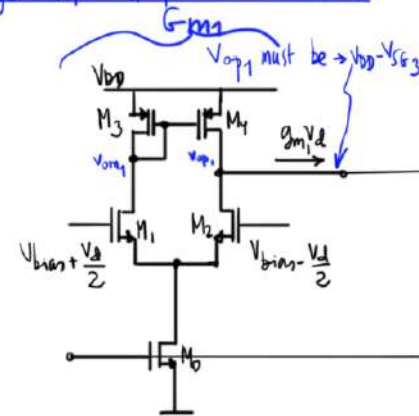 Gm1
Vop1 must be → VDD-VSG3
VDD
M3
M4
gm1Vd
Vom1
Vop1
M1
M2
Vbias + Vd/2
Vbias - Vd/2
M0